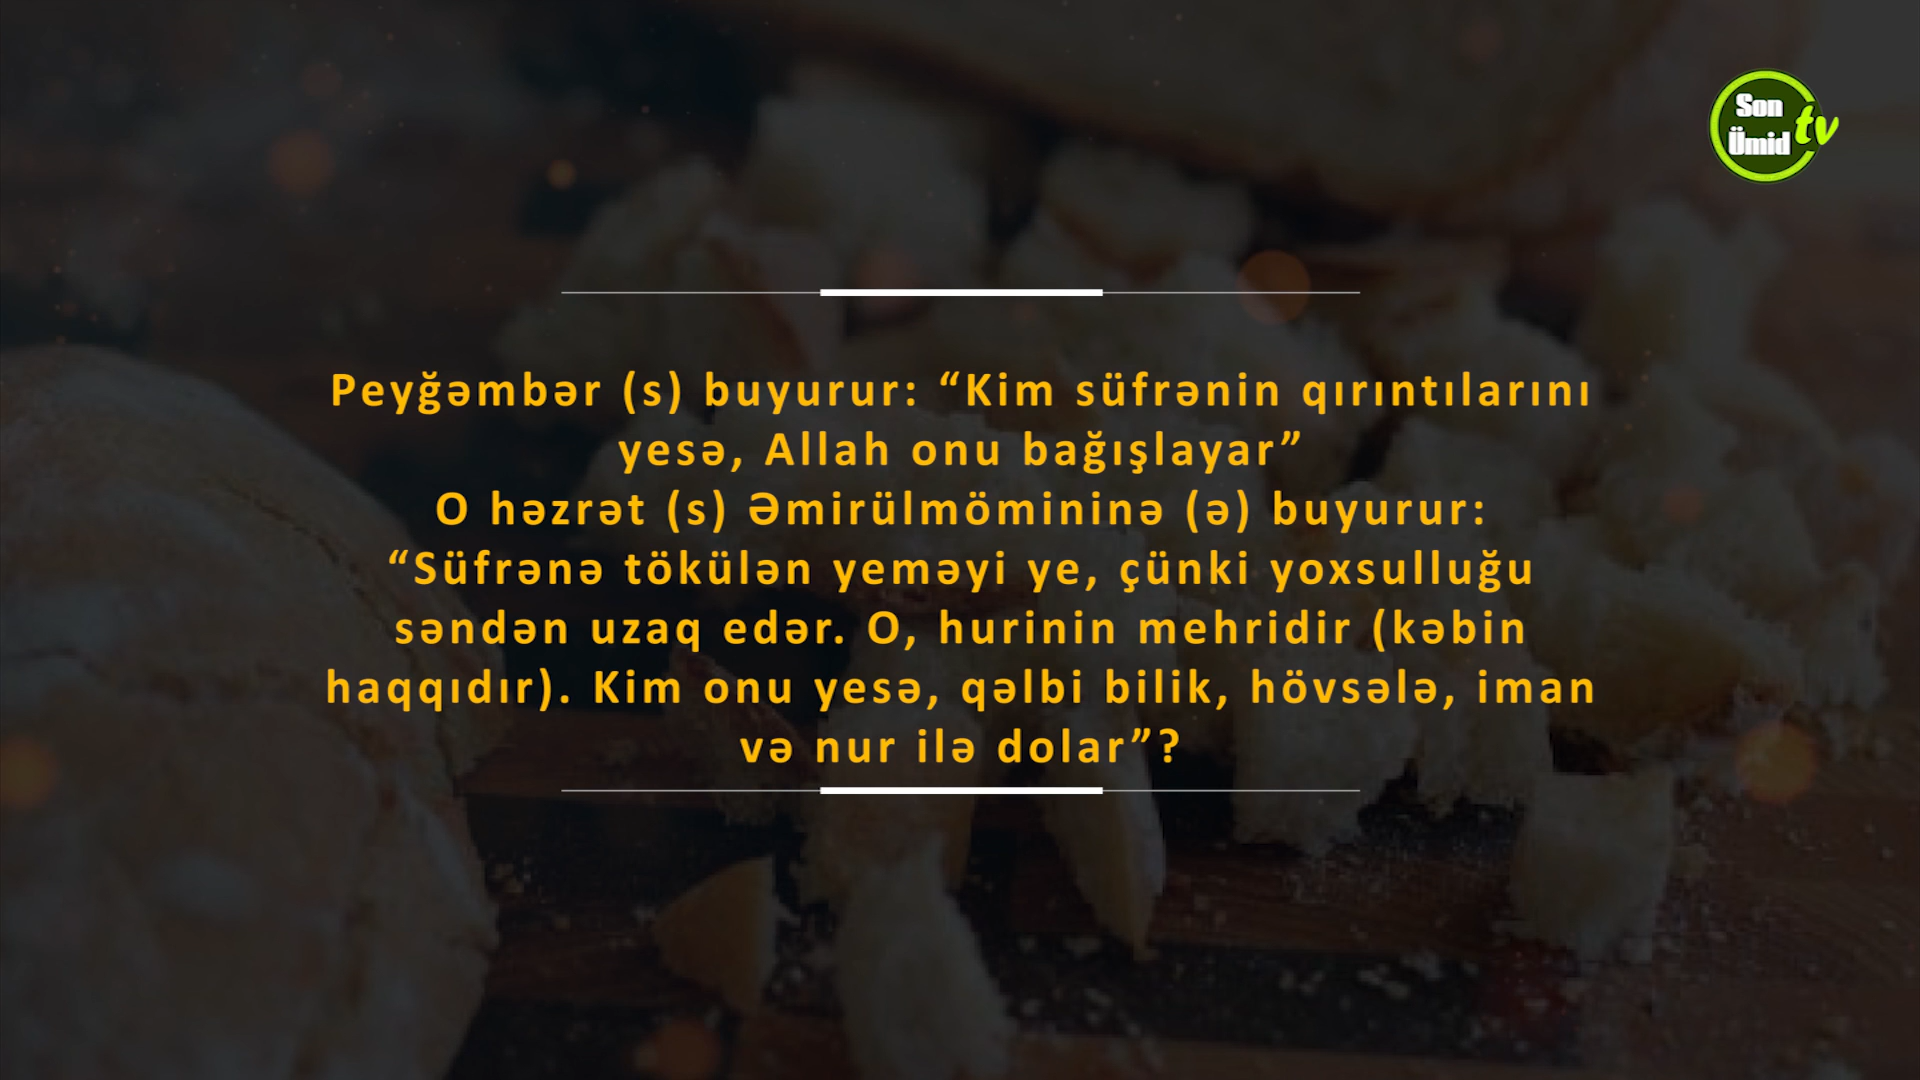 Son
Ümid tv
Peyğəmbər (s) buyurur: “Kim süfrənin qırıntılarını
yesə, Allah onu bağışlayar”
O həzrət (s) Əmirülmömininə (ə) buyurur:
“Süfrənə tökülən yeməyi ye, çünki yoxsulluğu
səndən uzaq edər. O, hurinin mehridir (kəbin
haqqıdır). Kim onu yesə, qəlbi bilik, hövsələ, iman
və nur ilə dolar”?